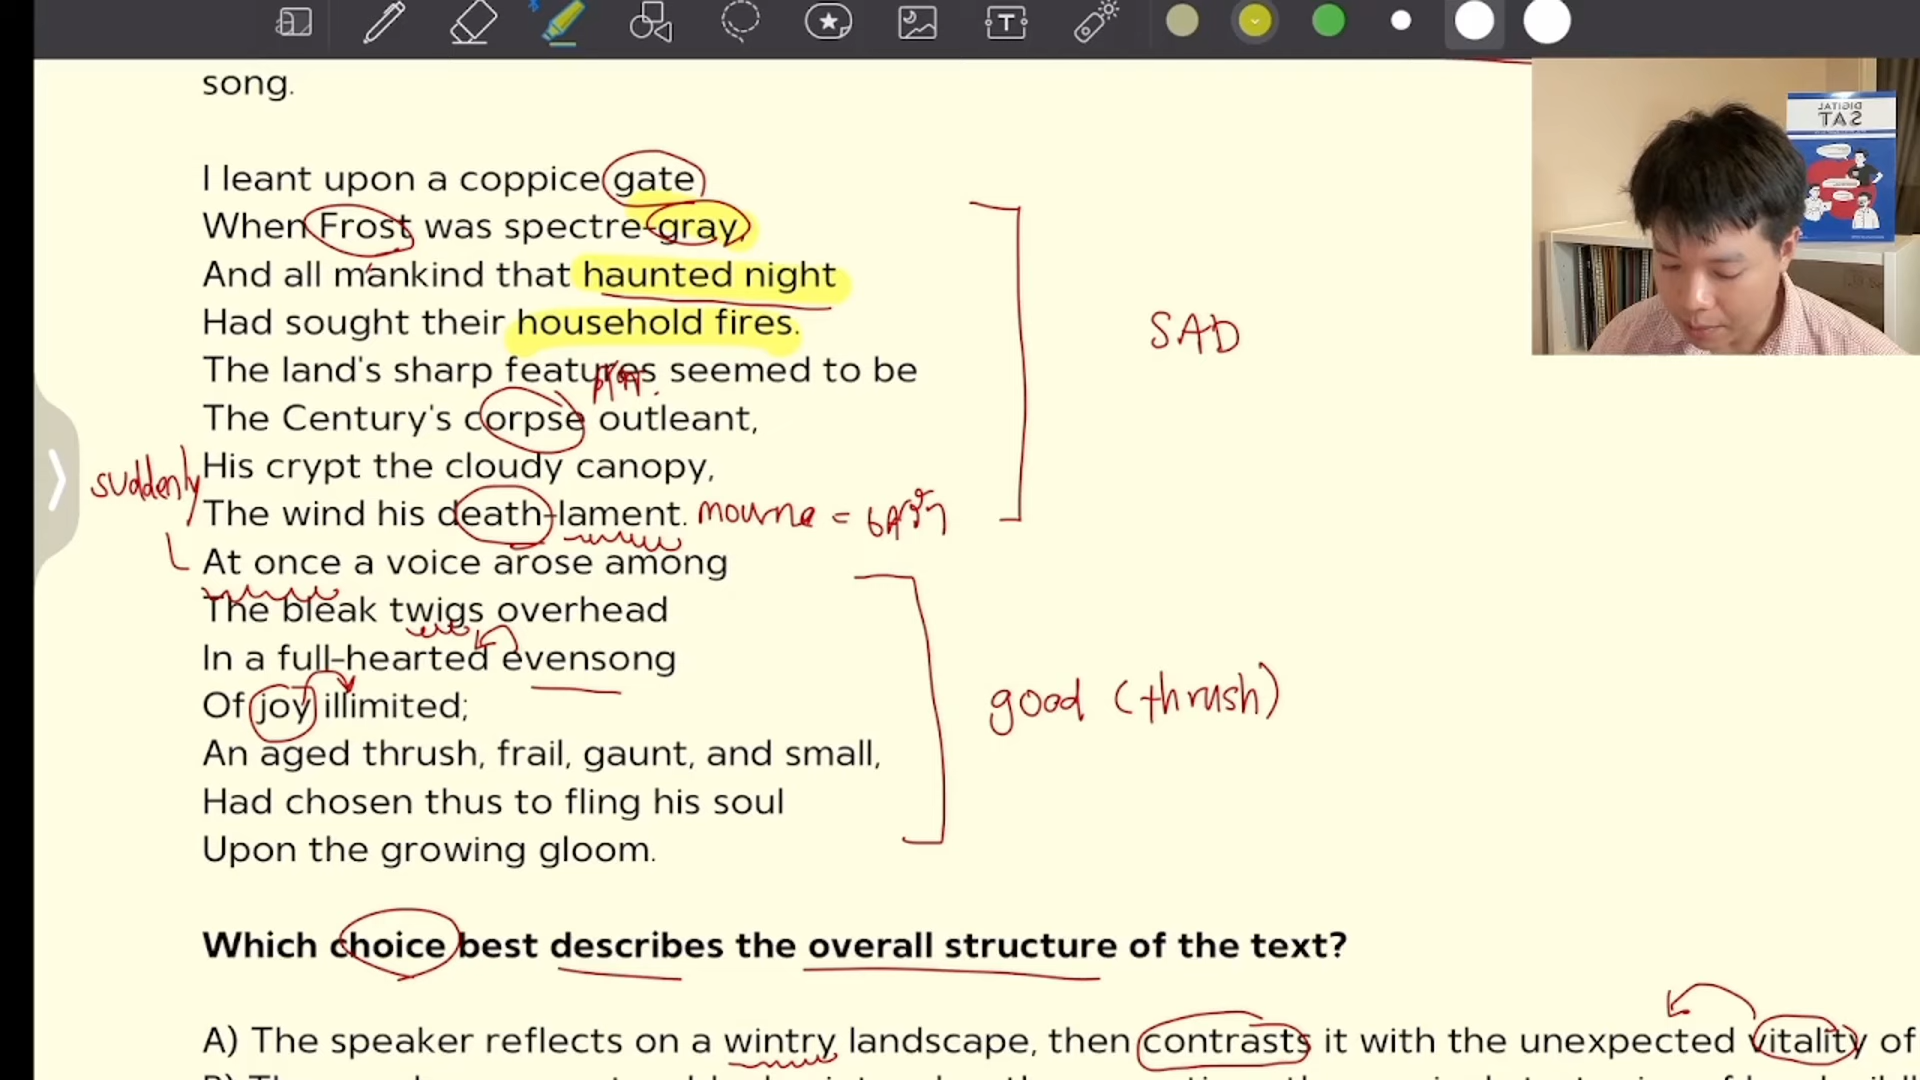 song.
DIGITAL
SAT
I leant upon a coppice gate
When Frost was spectre-gray,
And all mankind that haunted night
Had sought their household fires.
SAD
The land's sharp features seemed to be
The Century's corpse outleant,
His crypt the cloudy canopy,
suddenly
The wind his death-lament. mourne =
At once a voice arose among
The bleak twigs overhead
In a full-hearted evensong
Of joy illimited;
good (thrush)
An aged thrush, frail, gaunt, and small,
Had chosen thus to fling his soul
Upon the growing gloom.
Which choice best describes the overall structure of the text?
A) The speaker reflects on a wintry landscape, then contrasts it with the unexpected vitality of